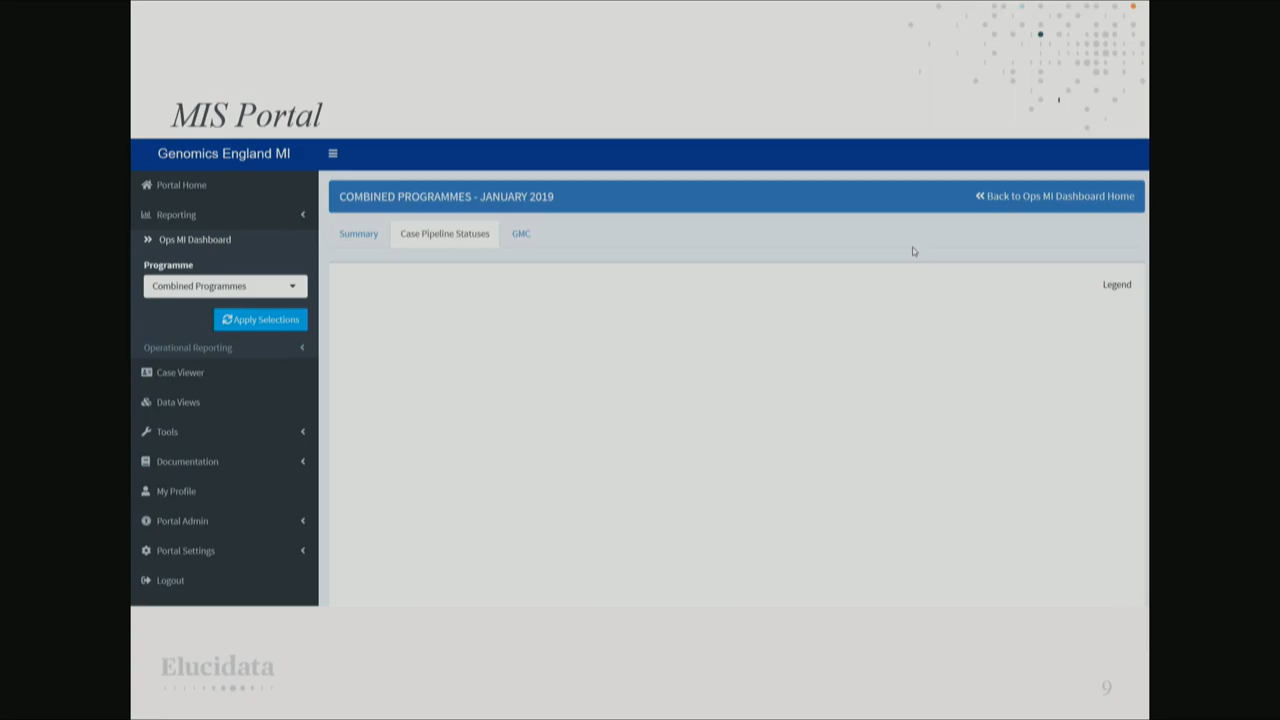 MIS Portal
Genomics England MI
Portal Home
Reporting
Ops MI Dashboard
Programme
Combined Programmes
Apply Selections
Operational Reporting
Case Viewer
Data Views
Tools
Documentation
My Profile
Portal Admin
Portal Settings
Logout
COMBINED PROGRAMMES - JANUARY 2019
Back to Ops MI Dashboard Home
Summary
Case Pipeline Statuses
GMC
Legend
Elucidata
9